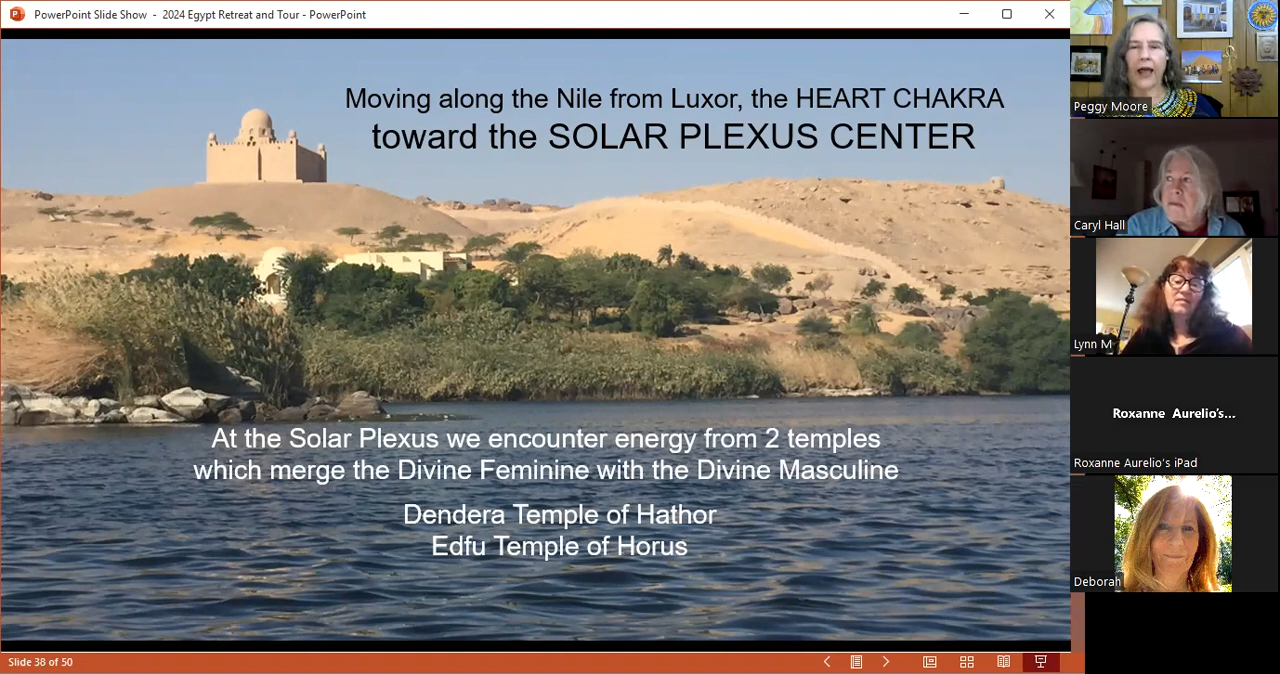 PowerPoint Slide Show - 2024 Egypt Retreat and Tour - PowerPoint
Moving along the Nile from Luxor, the HEART CHAKRA
toward the SOLAR PLEXUS CENTER
At the Solar Plexus we encounter energy from 2 temples
which merge the Divine Feminine with the Divine Masculine
Dendera Temple of Hathor
Edfu Temple of Horus
Slide 38 of 50
Peggy Moore
Caryl Hall
Lynn M
Roxanne Aurelio's...
Roxanne Aurelio's iPad
Deborah